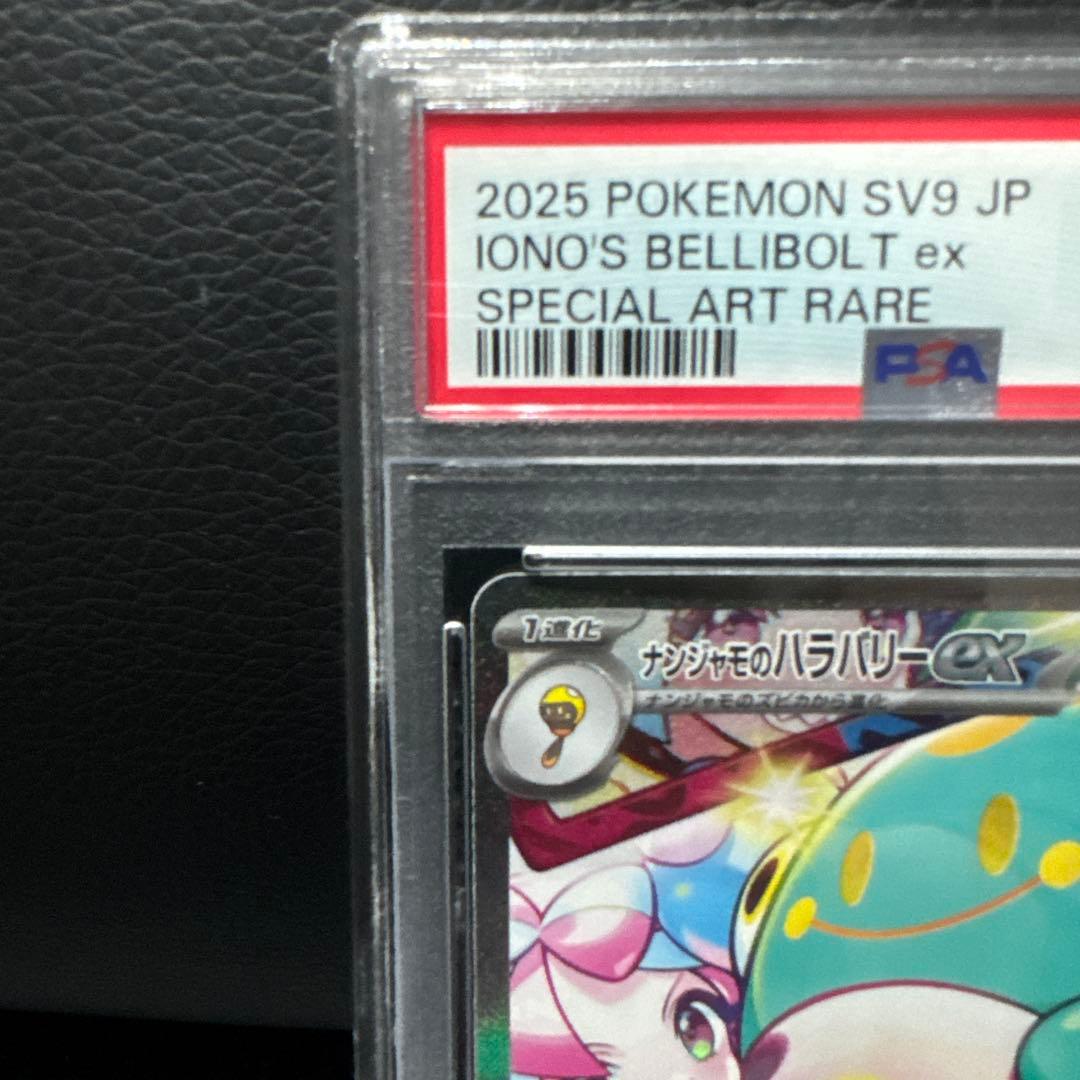 2025 POKEMON SV9 JP
IONO'S BELLIBOLT ex
SPECIAL ART RARE
PSA
1進化
ナンジャモのハラバリーex
ナンジャモのズピカから進化